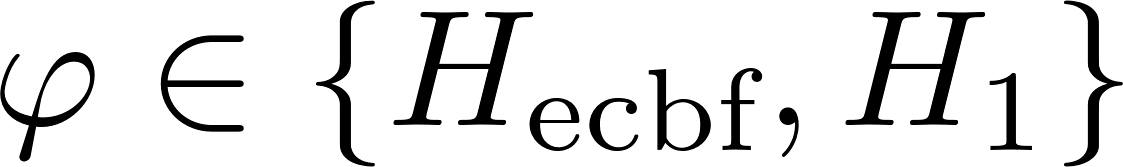 φ ∈ {H_ecbf, H_1}